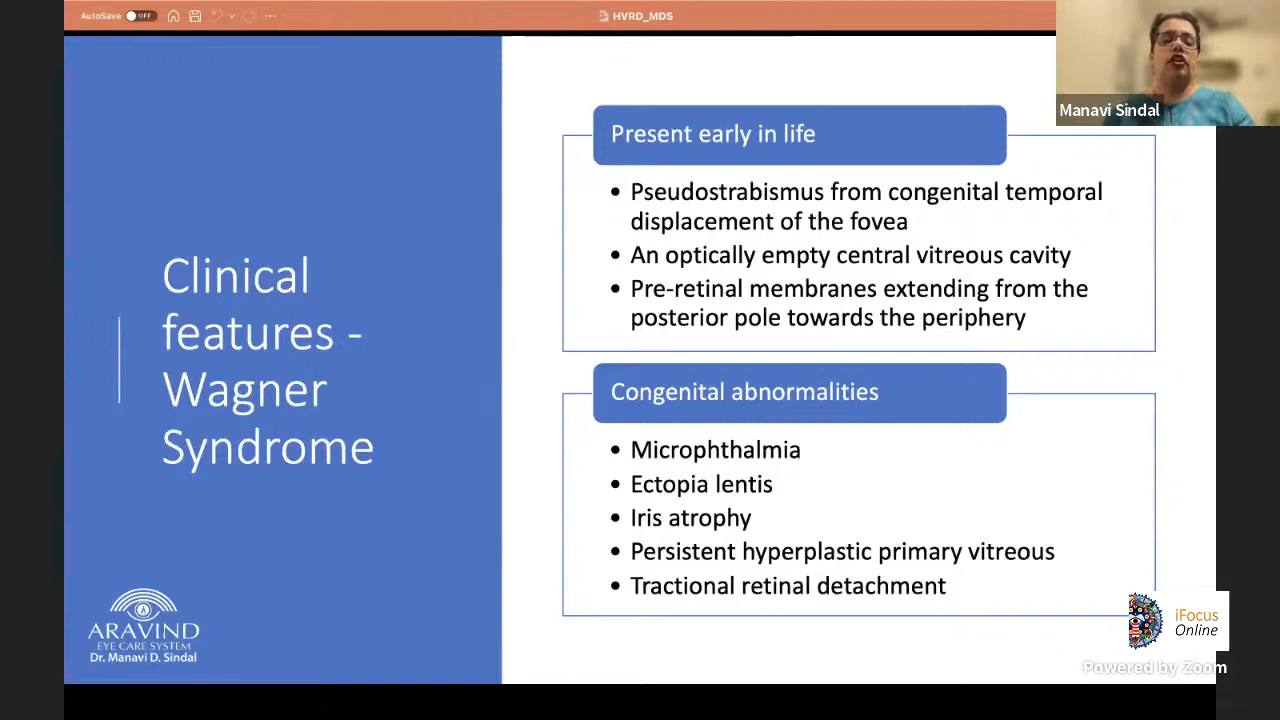 AutoSave OFF
HVRD_MDS
Manavi Sindal
Clinical
features -
Wagner
Syndrome
Present early in life
• Pseudostrabismus from congenital temporal
displacement of the fovea
• An optically empty central vitreous cavity
• Pre-retinal membranes extending from the
posterior pole towards the periphery
Congenital abnormalities
• Microphthalmia
• Ectopia lentis
• Iris atrophy
• Persistent hyperplastic primary vitreous
• Tractional retinal detachment
ARAVIND
EYE CARE SYSTEM
Dr. Manavi D. Sindal
iFocus
Online
Powered by Zoom